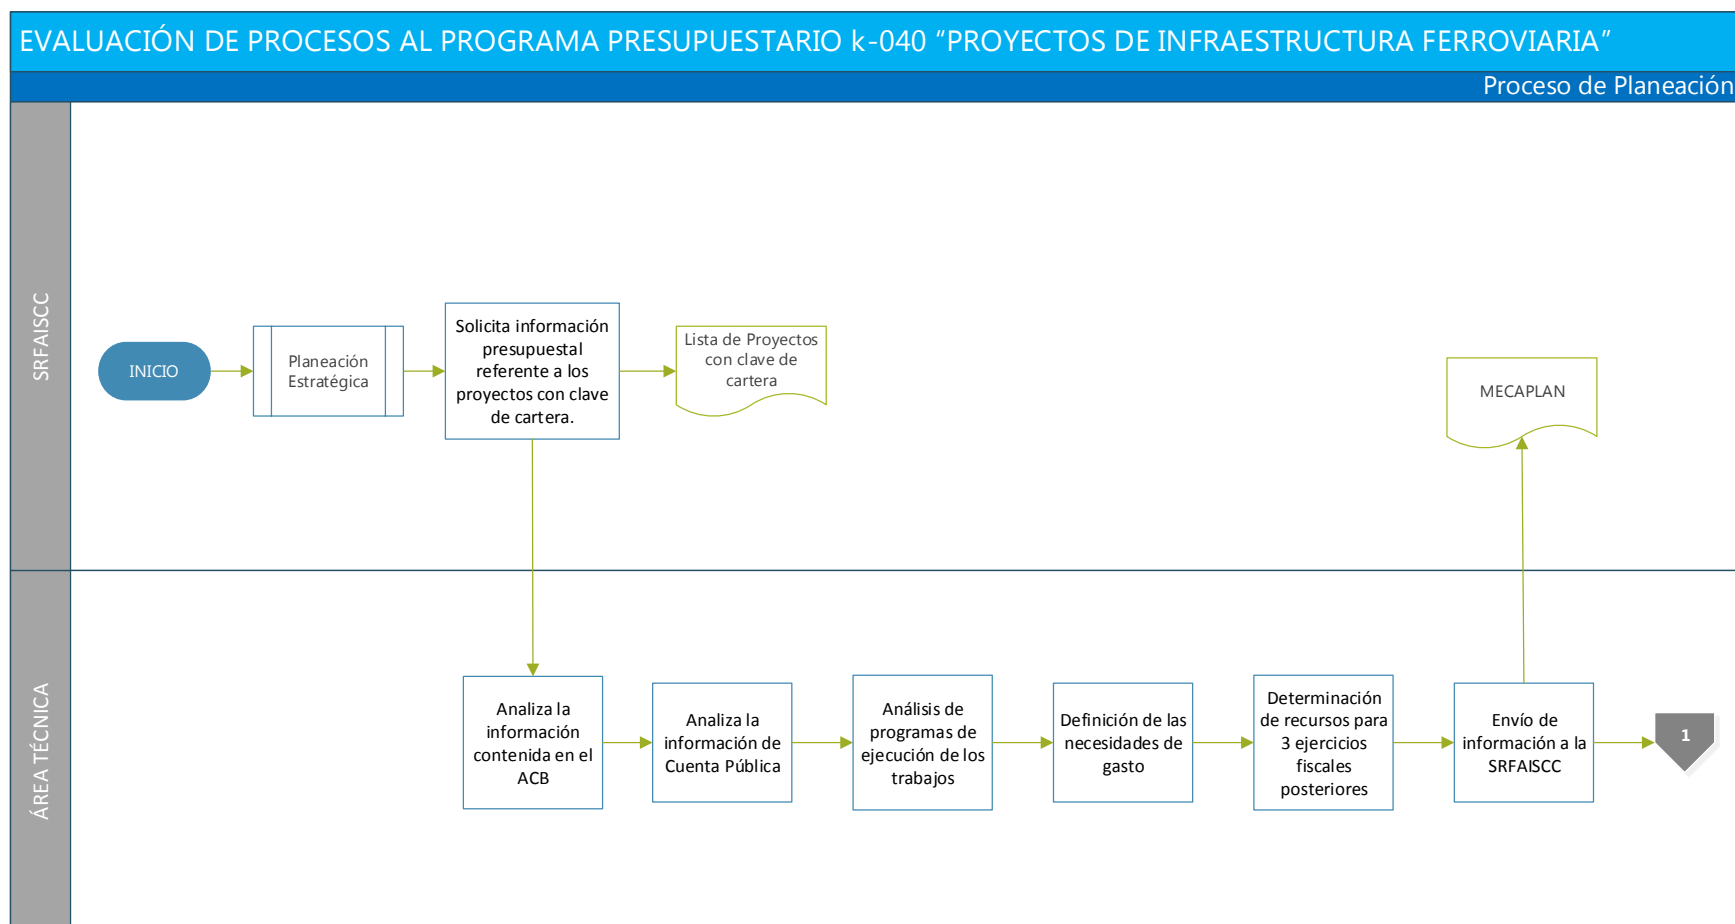 EVALUACIÓN DE PROCESOS AL PROGRAMA PRESUPUESTARIO k-040 “PROYECTOS DE INFRAESTRUCTURA FERROVIARIA”
Proceso de Planeación
SRFAISCC
INICIO
Planeación
Estratégica
Solicita información
presupuestal
referente a los
proyectos con clave
de cartera.
Lista de Proyectos
con clave de
cartera
MECAPLAN
ÁREA TÉCNICA
Analiza la
información
contenida en el
ACB
Analiza la
información de
Cuenta Pública
Análisis de
programas de
ejecución de los
trabajos
Definición de las
necesidades de
gasto
Determinación
de recursos para
3 ejercicios
fiscales
posteriores
Envío de
información a la
SRFAISCC
1